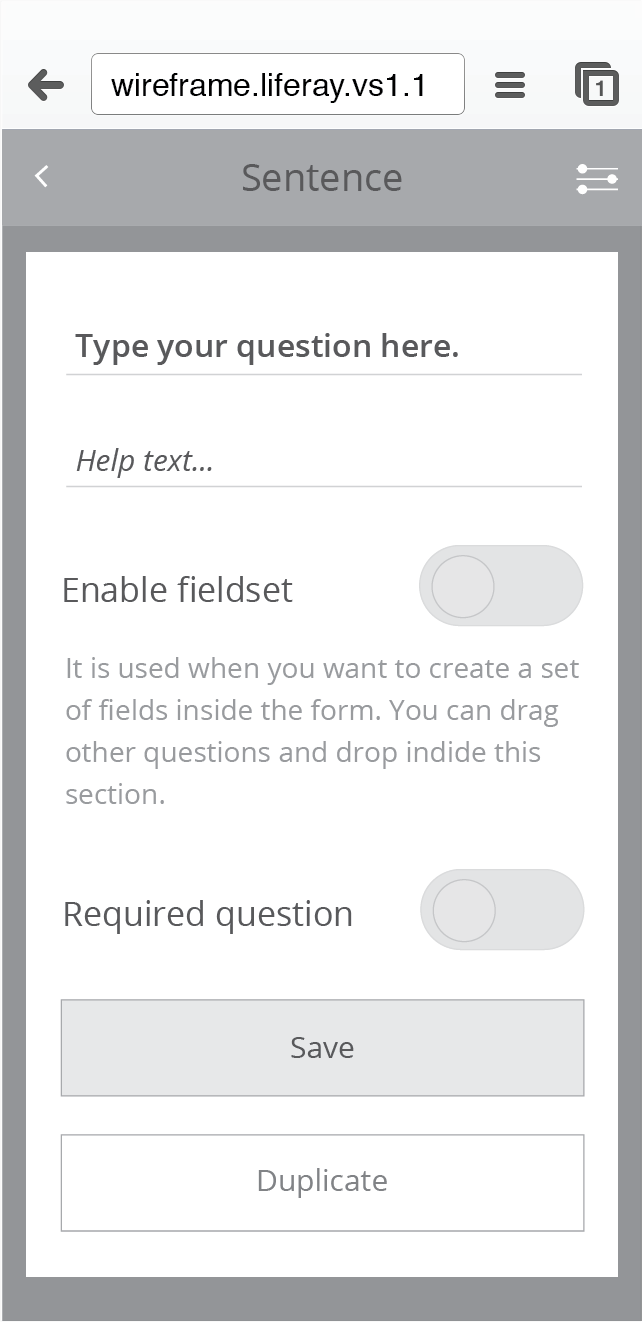 wireframe.liferay.vs1.1
1
Sentence
Type your question here.
Help text...
Enable fieldset
It is used when you want to create a set
of fields inside the form. You can drag
other questions and drop indide this
section.
Required question
Save
Duplicate